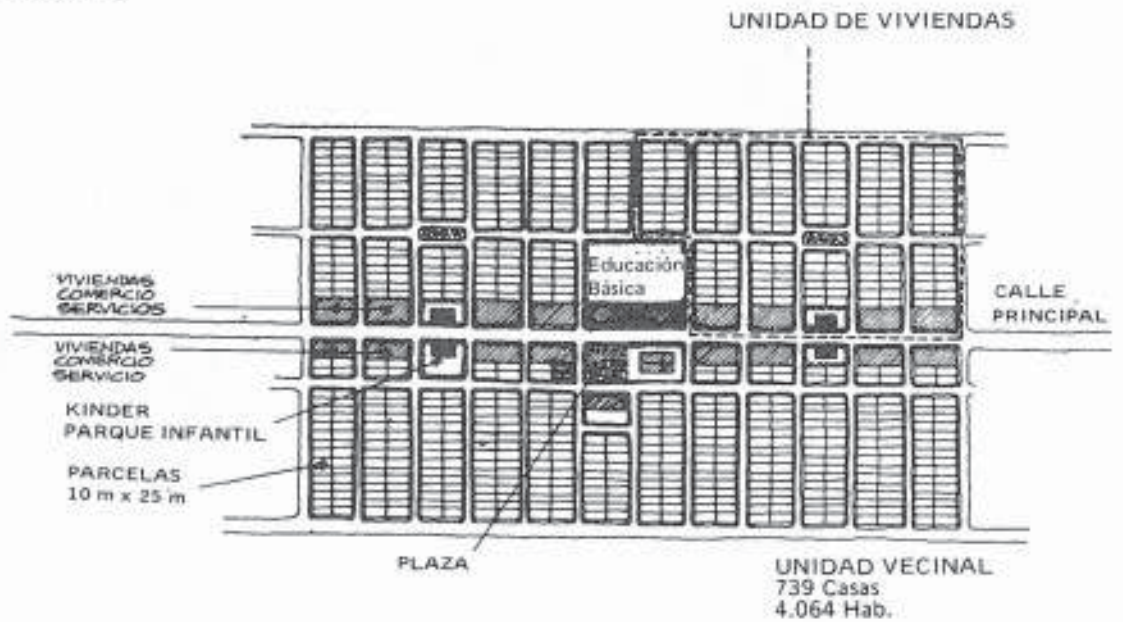 UNIDAD DE VIVIENDAS
Educación
Básica
VIVIENDAS
COMERCIO
SERVICIOS
CALLE
PRINCIPAL
VIVIENDAS
COMERCIO
SERVICIO
KINDER
PARQUE INFANTIL
PARCELAS
10 m x 25 m
PLAZA
UNIDAD VECINAL
739 Casas
4.064 Hab.